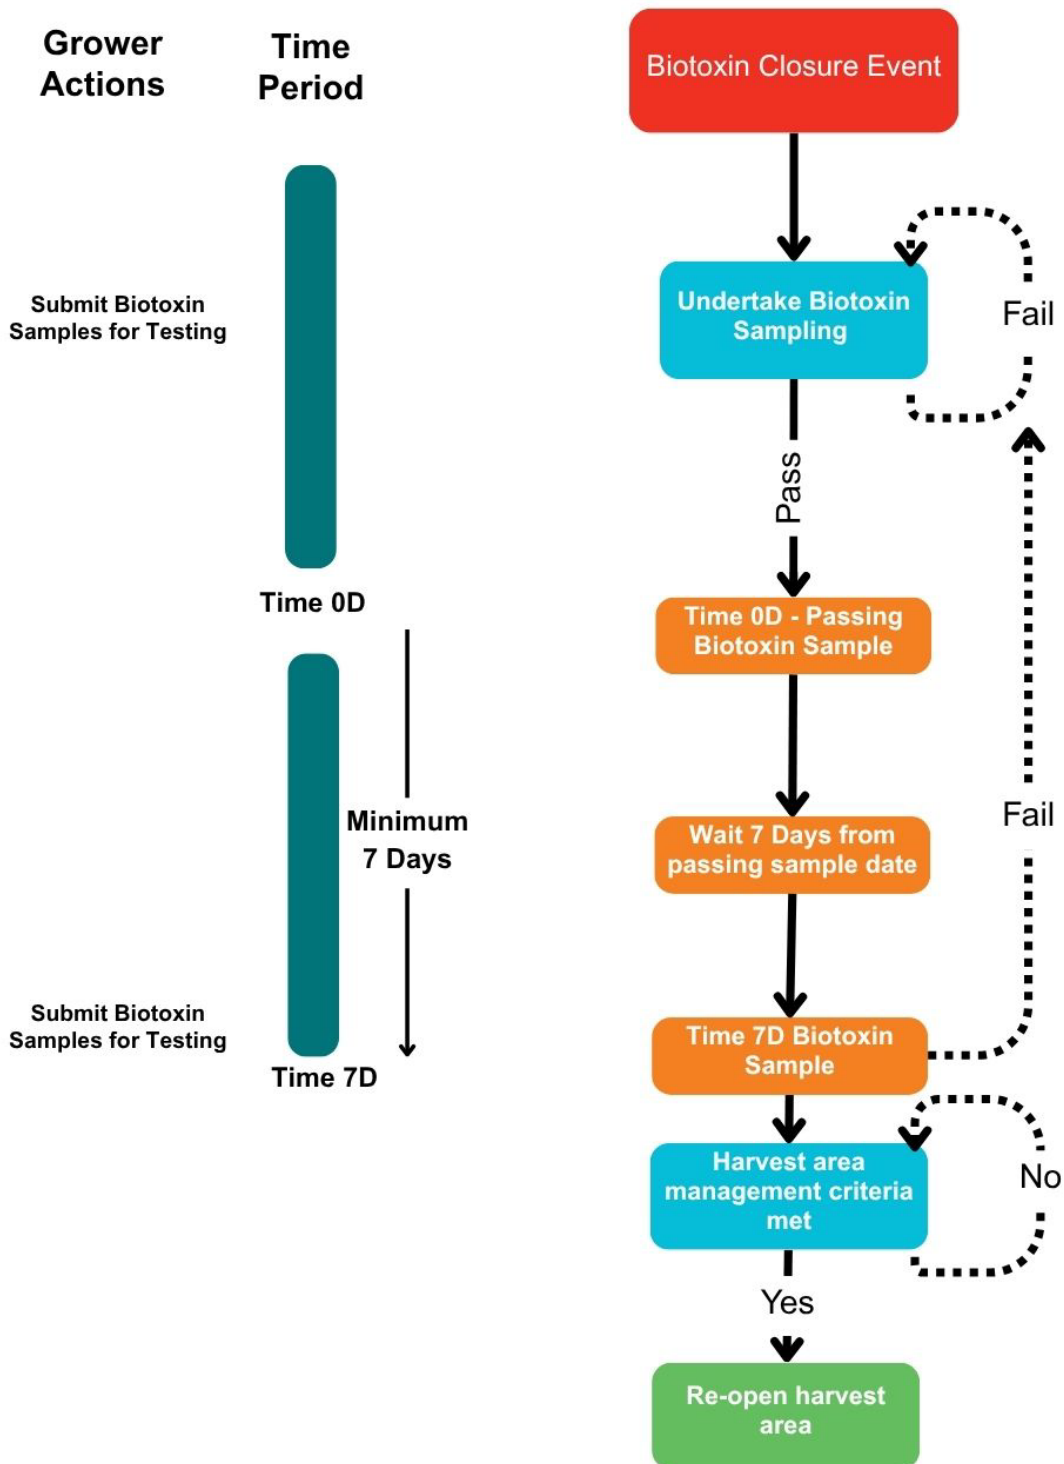 Grower
Actions
Time
Period
Biotoxin Closure Event
Submit Biotoxin
Samples for Testing
Undertake Biotoxin
Sampling
Fail
Pass
Time 0D
Time 0D - Passing
Biotoxin Sample
Minimum
7 Days
Wait 7 Days from
passing sample date
Fail
Submit Biotoxin
Samples for Testing
Time 7D
Time 7D Biotoxin
Sample
Harvest area
management criteria
met
No
Yes
Re-open harvest
area